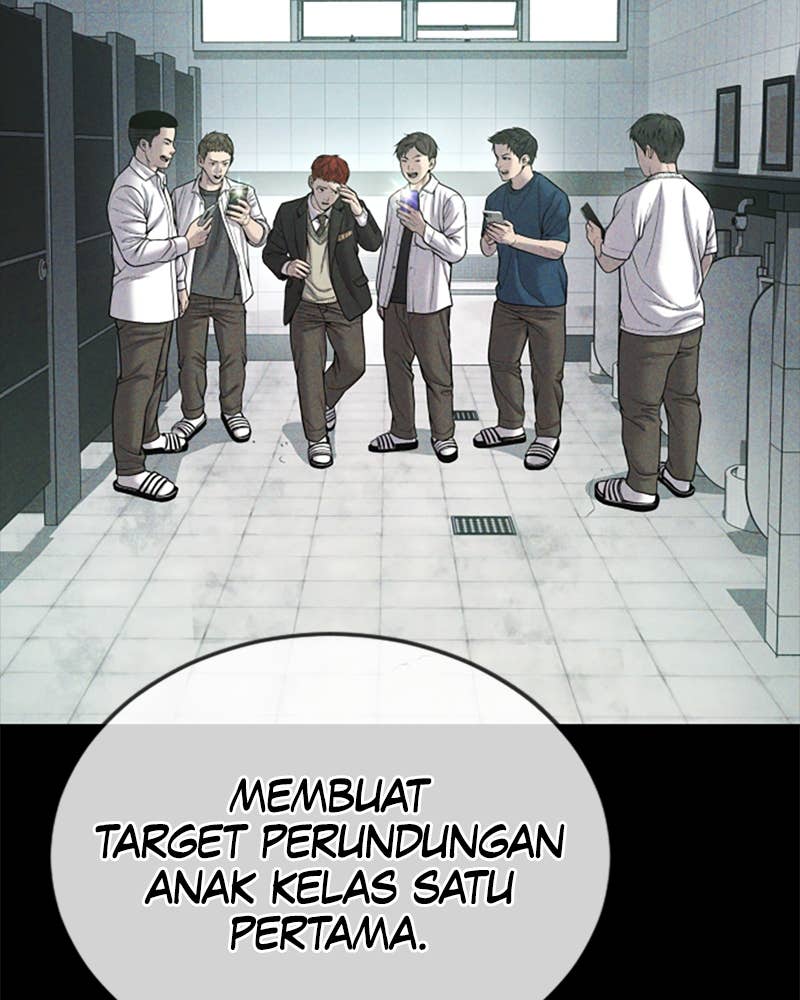 MEMBUAT
TARGET PERUNDUNGAN
ANAK KELAS SATU
PERTAMA.